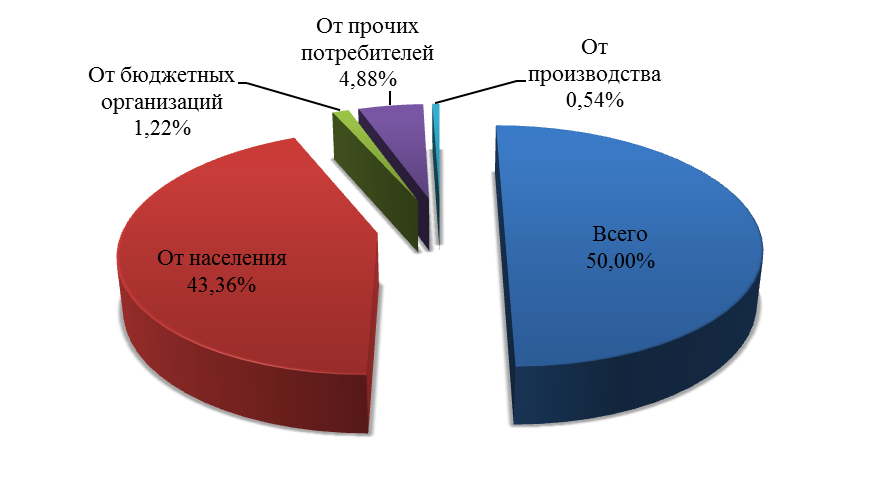 От прочих
потребителей
4,88%
От
производства
0,54%
От бюджетных
организаций
1,22%
Всего
50,00%
От населения
43,36%